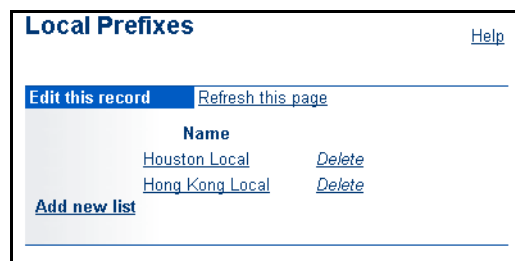 Local Prefixes
Help
Edit this record Refresh this page
Name
Houston Local Delete
Hong Kong Local Delete
Add new list